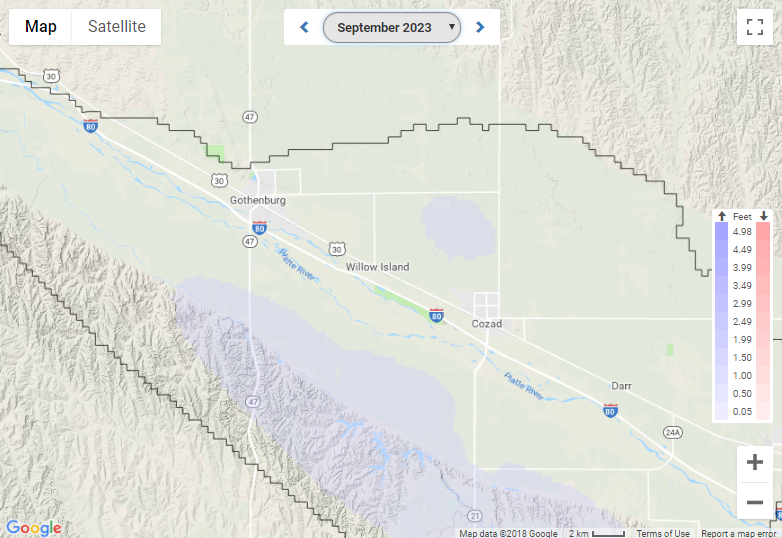 Map Satellite
September 2023
30
80
47
30
Gothenburg
80
47
30
Platte River
Willow Island
80
Cozad
Platte River
Darr
80
47
24A
21
Feet
4.98
4.49
3.99
3.49
2.99
2.49
1.99
1.50
1.00
0.50
0.05
Google
Map data ©2018 Google 2 km Terms of Use Report a map error